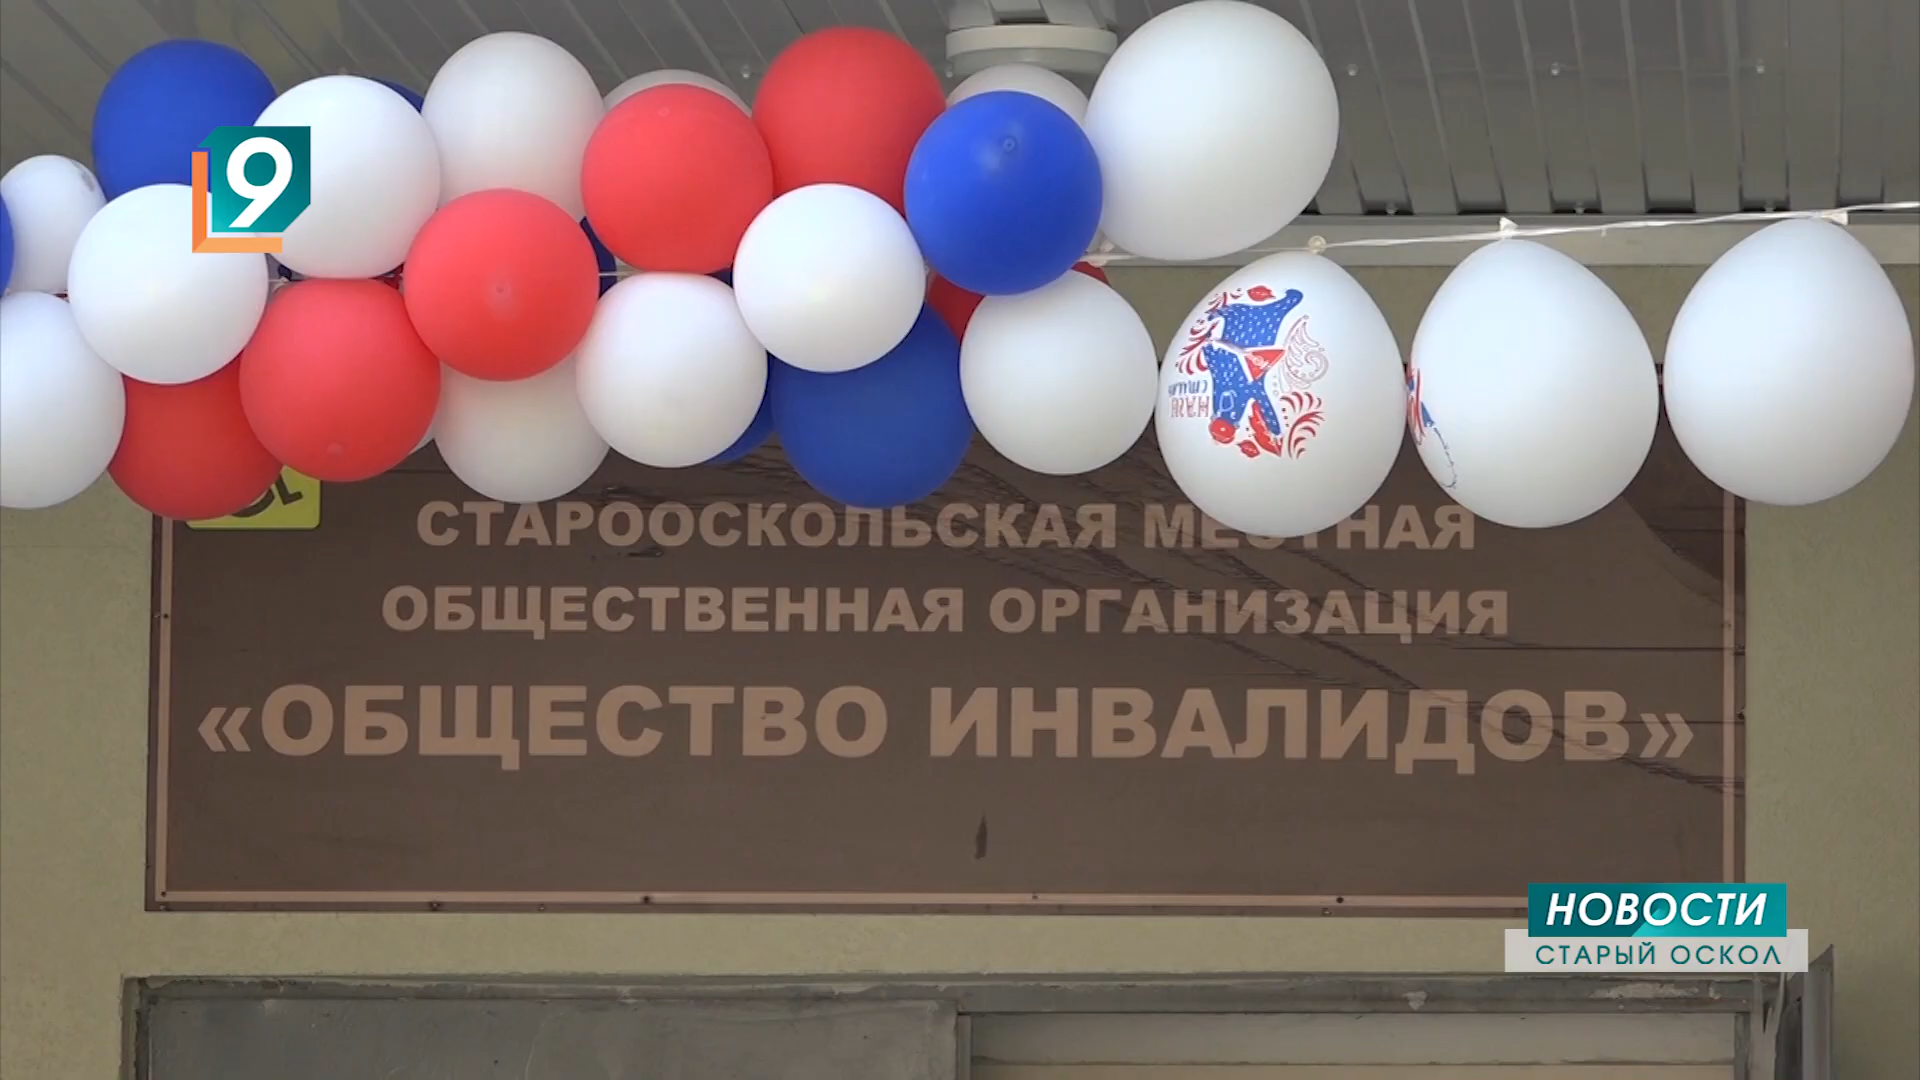 9
СТАРООСКОЛЬСКАЯ МЕСТНАЯ
ОБЩЕСТВЕННАЯ ОРГАНИЗАЦИЯ
«ОБЩЕСТВО ИНВАЛИДОВ»
НОВОСТИ
СТАРЫЙ ОСКОЛ